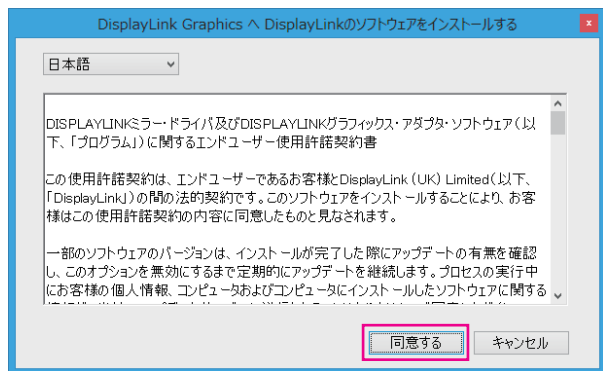 DisplayLink Graphics へ DisplayLinkのソフトウェアをインストールする
日本語
DISPLAYLINKミラー・ドライバ及びDISPLAYLINKグラフィックス・アダプタ・ソフトウェア（以
下、「プログラム」）に関するエンドユーザー使用許諾契約書
この使用許諾契約は、エンドユーザーであるお客様とDisplayLink (UK) Limited（以下、
「DisplayLink」）の間の法的契約です。このソフトウェアをインストールすることにより、お客
様はこの使用許諾契約の内容に同意したものと見なされます。
一部のソフトウェアのバージョンは、インストールが完了した際にアップデートの有無を確認
し、このオプションを無効にするまで定期的にアップデートを継続します。プロセスの実行中
にお客様の個人情報、コンピュータおよびコンピュータにインストールしたソフトウェアに関する
同意する
キャンセル